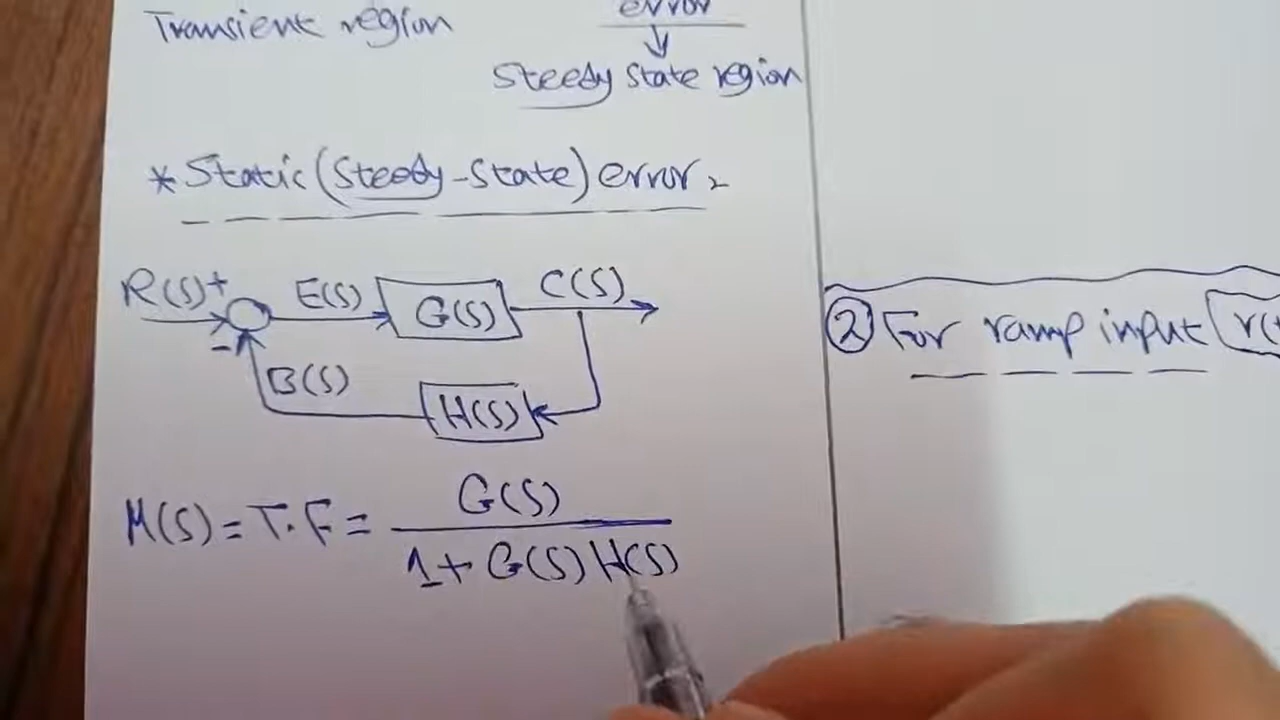 Transient region
error
Steady state region
* Static (Steady-State) error
R(S) + E(S) G(S) C(S)
-
B(S) H(S)
M(S) = T.F = G(S)
1 + G(S) H(S)
② For ramp input